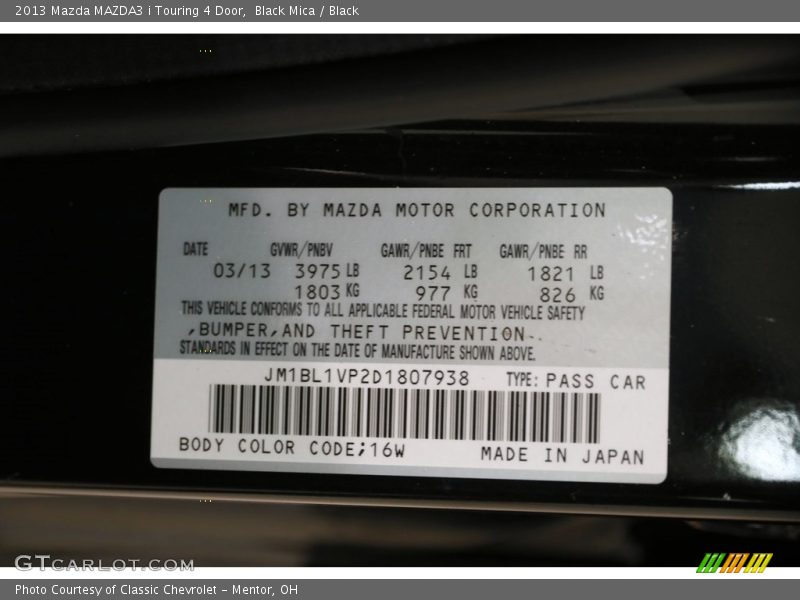 2013 Mazda MAZDA3 i Touring 4 Door,  Black Mica / Black
MFD. BY MAZDA MOTOR CORPORATION
DATE GVWR/PNBV GAWR/PNBE FRT GAWR/PNBE RR
03/13 3975 LB 2154 LB 1821 LB
1803 KG 977 KG 826 KG
THIS VEHICLE CONFORMS TO ALL APPLICABLE FEDERAL MOTOR VEHICLE SAFETY
,BUMPER,AND THEFT PREVENTION..
STANDARDS IN EFFECT ON THE DATE OF MANUFACTURE SHOWN ABOVE.
JM1BL1VP2D1807938 TYPE: PASS CAR
BODY COLOR CODE;16W MADE IN JAPAN
GTCARLOT.COM
Photo Courtesy of Classic Chevrolet - Mentor, OH